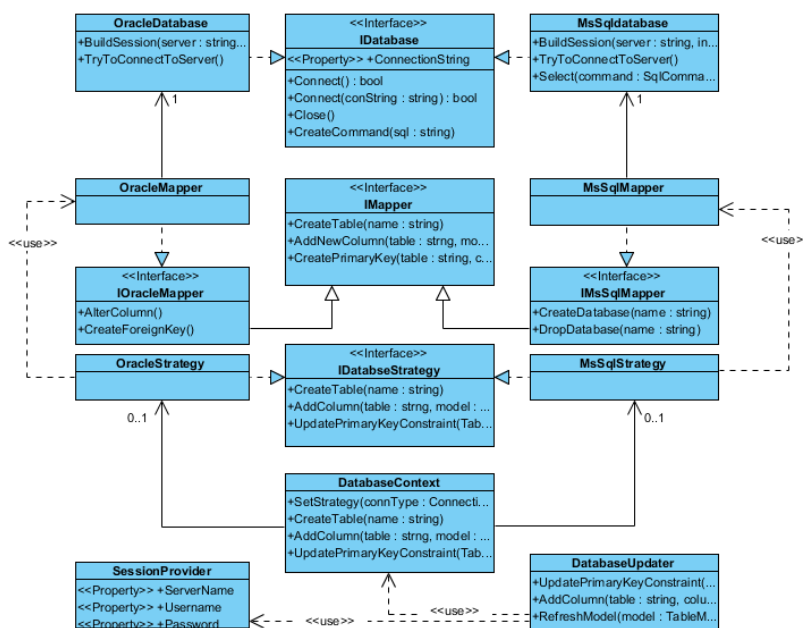 OracleDatabase
+BuildSession(server : string...
+TryToConnectToServer()
<<Interface>>
IDatabase
<<Property>> +ConnectionString
+Connect() : bool
+Connect(conString : string) : bool
+Close()
+CreateCommand(sql : string)
MsSqldatabase
+BuildSession(server : string, in...
+TryToConnectToServer()
+Select(command : SqlComma...
1
1
OracleMapper
<<Interface>>
IMapper
+CreateTable(name : string)
+AddNewColumn(table : strng, mo...
+CreatePrimaryKey(table : string, c...
MsSqlMapper
<<use>>
<<use>
<<Interface>>
IOracleMapper
+AlterColumn()
+CreateForeignKey()
<<Interface>>
IMsSqlMapper
+CreateDatabase(name : string)
+DropDatabase(name : string)
OracleStrategy
<<Interface>>
IDatabseStrategy
+CreateTable(name : string)
+AddColumn(table : strng, model : ...
+UpdatePrimaryKeyConstraint(Tab...
MsSqlStrategy
0..1
0..1
DatabaseContext
+SetStrategy(connType : Connecti...
+CreateTable(name : string)
+AddColumn(table : strng, model : ...
+UpdatePrimaryKeyConstraint(Tab...
SessionProvider
<<Property>> +ServerName
<<Property>> +Username
<<Property>> +Password
DatabaseUpdater
+UpdatePrimaryKeyConstraint(...
+AddColumn(table : string, colu...
+RefreshModel(model : TableM...
<<use>>
<<use>>